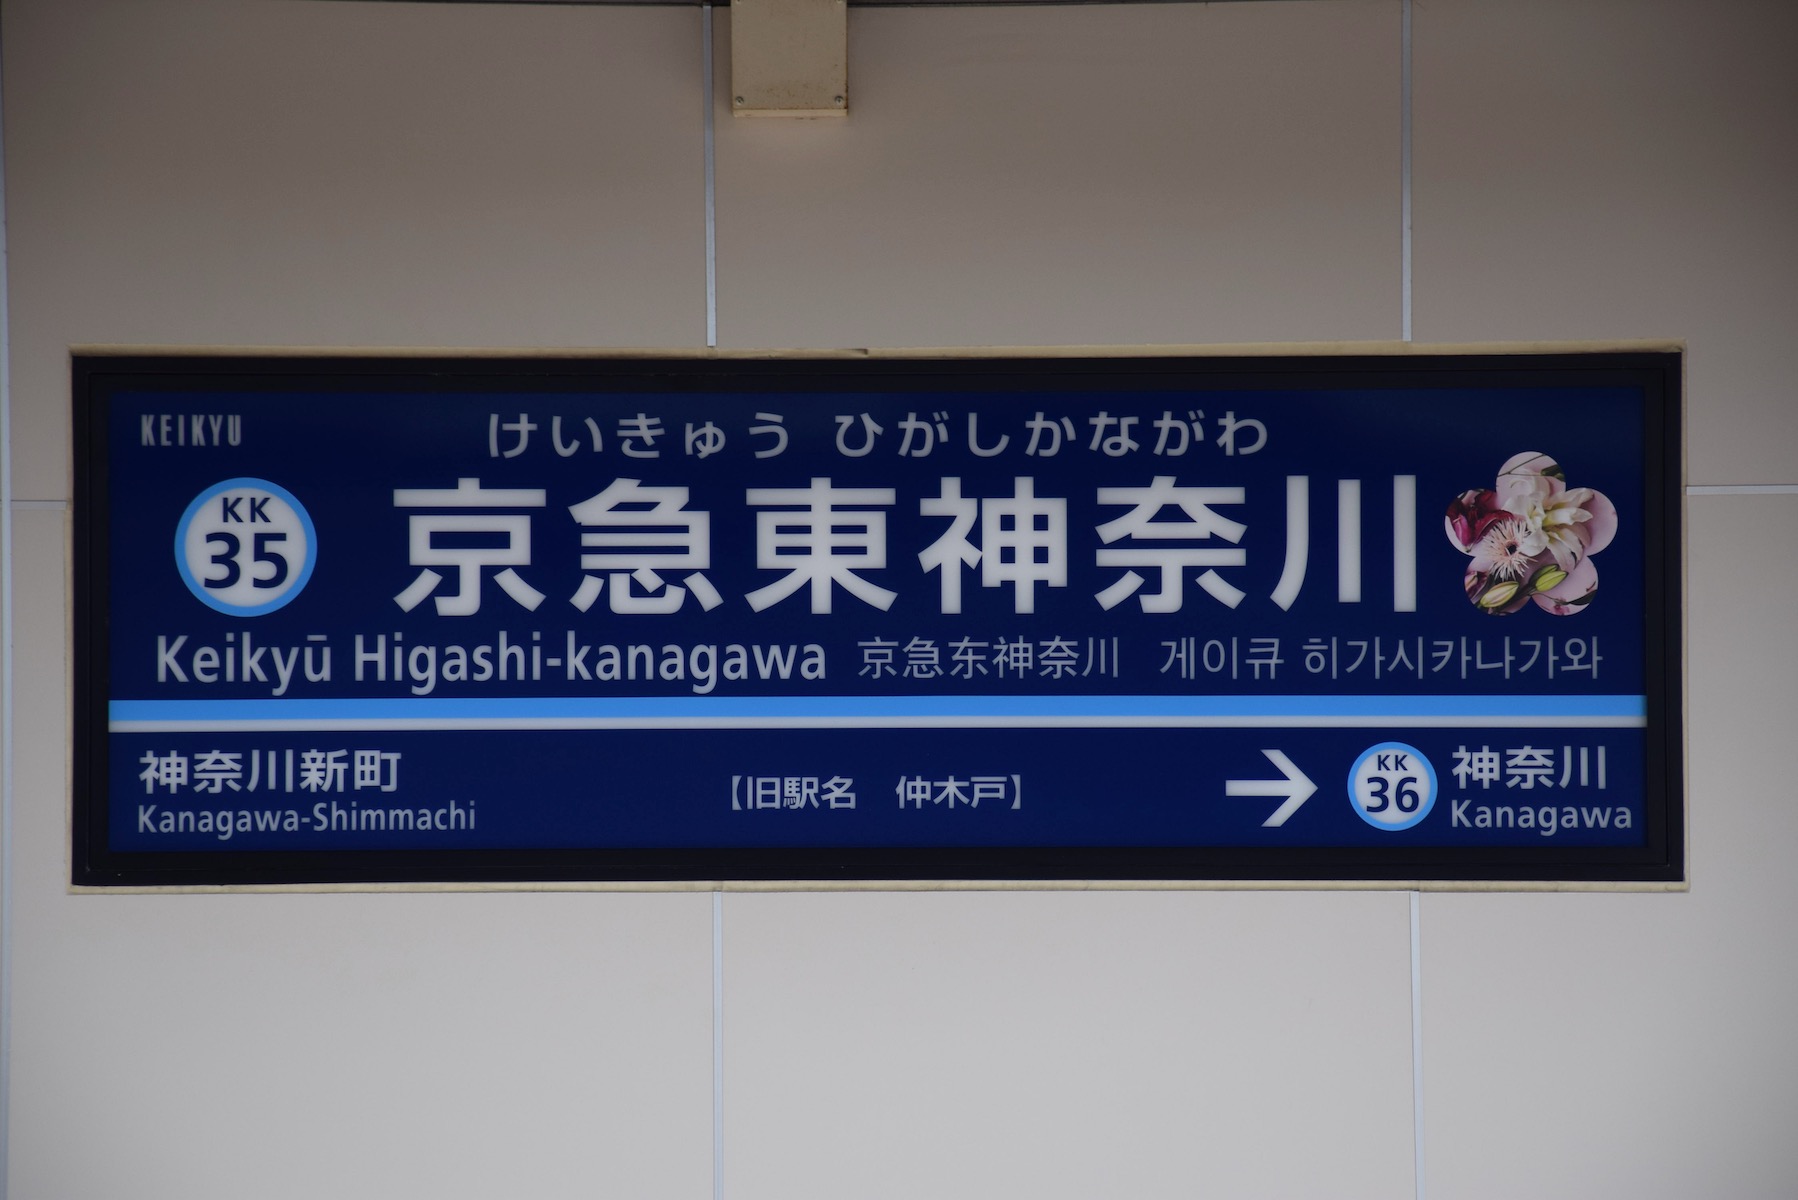 KEIKYU
けいきゅう ひがしかながわ
KK
35
京急東神奈川
Keikyū Higashi-kanagawa 京急东神奈川 게이큐 히가시카나가와
神奈川新町
Kanagawa-Shimmachi
【旧駅名 仲木戸】
→
KK
36
神奈川
Kanagawa